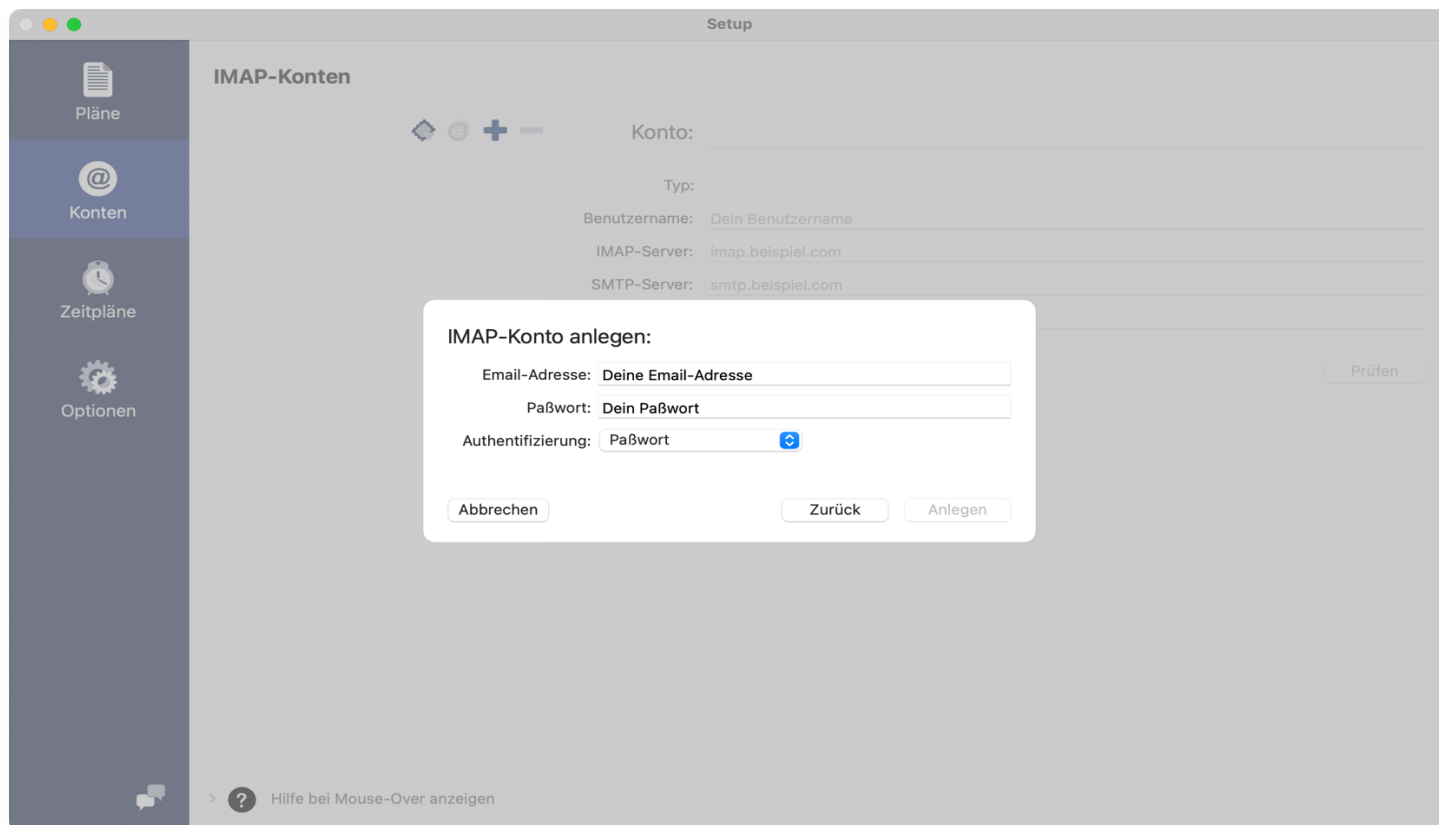 Setup
Pläne
Konten
Zeitpläne
Optionen
IMAP-Konten
Konto:
Typ:
Benutzername: Dein Benutzername
IMAP-Server: imap.beispiel.com
SMTP-Server: smtp.beispiel.com
Prüfen
IMAP-Konto anlegen:
Email-Adresse: Deine Email-Adresse
Paßwort: Dein Paßwort
Authentifizierung: Paßwort
Abbrechen Zurück Anlegen
? Hilfe bei Mouse-Over anzeigen